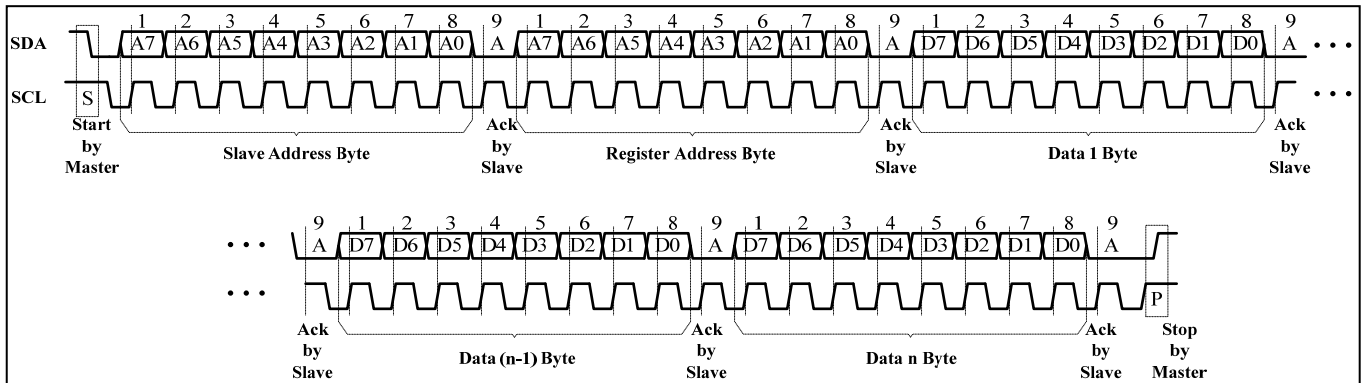 1 2 3 4 5 6 7 8 9 1 2 3 4 5 6 7 8 9 1 2 3 4 5 6 7 8 9
SDA A7 A6 A5 A4 A3 A2 A1 A0 A A7 A6 A5 A4 A3 A2 A1 A0 A D7 D6 D5 D4 D3 D2 D1 D0 A • • •
SCL S • • •
Start by Master
Slave Address Byte
Ack by Slave
Register Address Byte
Ack by Slave
Data 1 Byte
Ack by Slave
9 1 2 3 4 5 6 7 8 9 1 2 3 4 5 6 7 8 9
• • • A D7 D6 D5 D4 D3 D2 D1 D0 A D7 D6 D5 D4 D3 D2 D1 D0 A
• • • P
Ack by Slave
Data (n-1) Byte
Ack by Slave
Data n Byte
Ack by Slave
Stop by Master